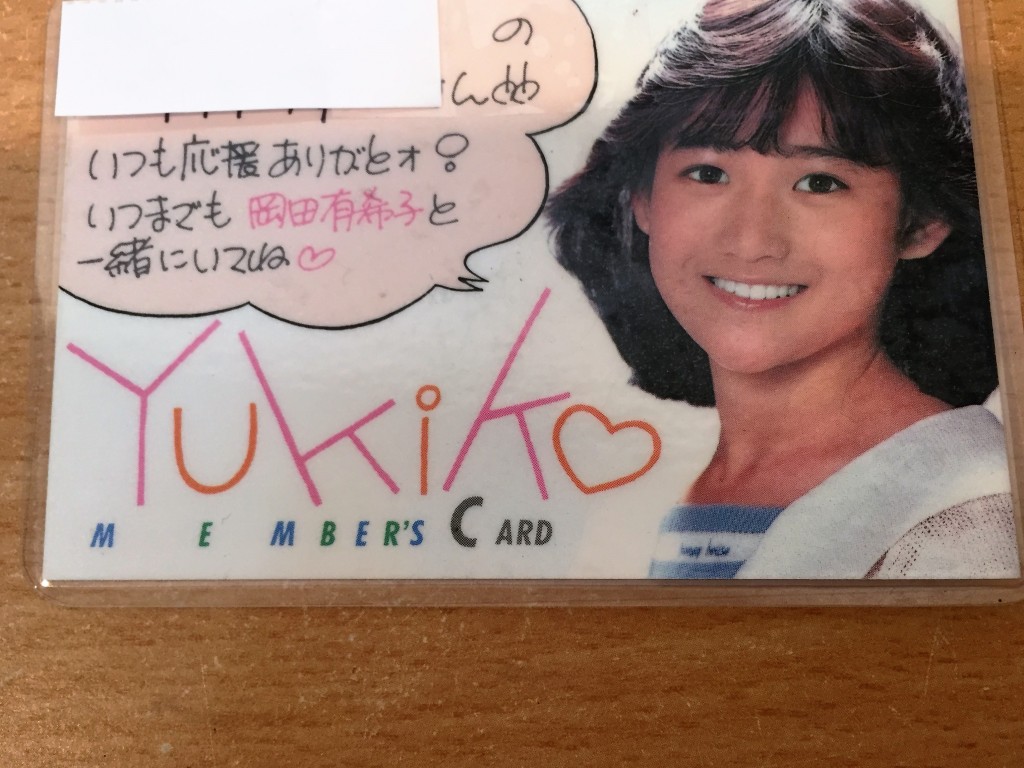 の
いつも応援ありがとォ!
いつまでも岡田有希子と
一緒にいてね♡
YUKiKO
MEMBER'S CARD